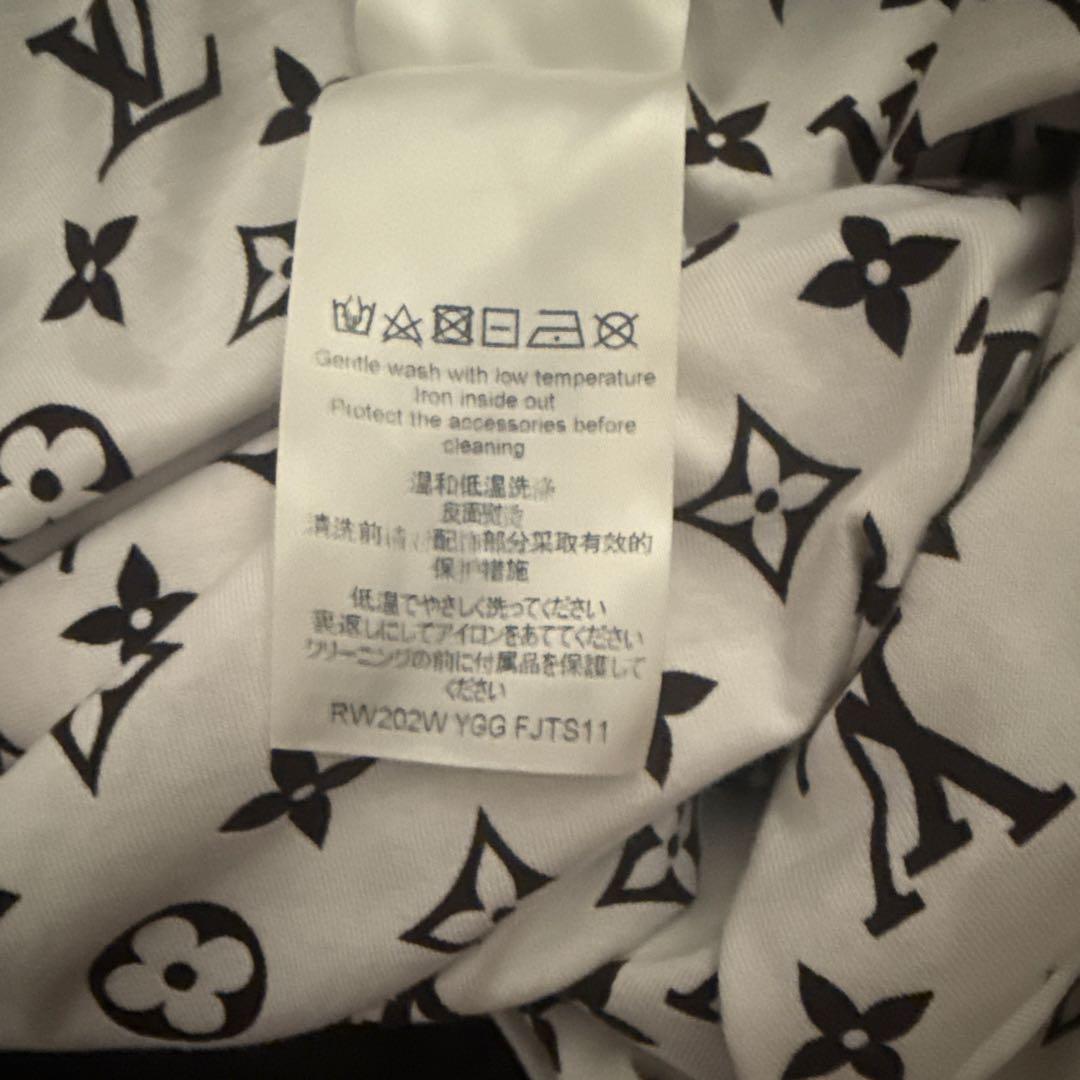 Gentle wash with low temperature
Iron inside out
Protect the accessories before
cleaning
温和低温洗涤
反面熨烫
清洗前请对配饰部分采取有效的
保护措施
低温でやさしく洗ってください
裏返しにしてアイロンをあててください
クリーニングの前に付属品を保護して
ください
RW202W YGG FJTS11